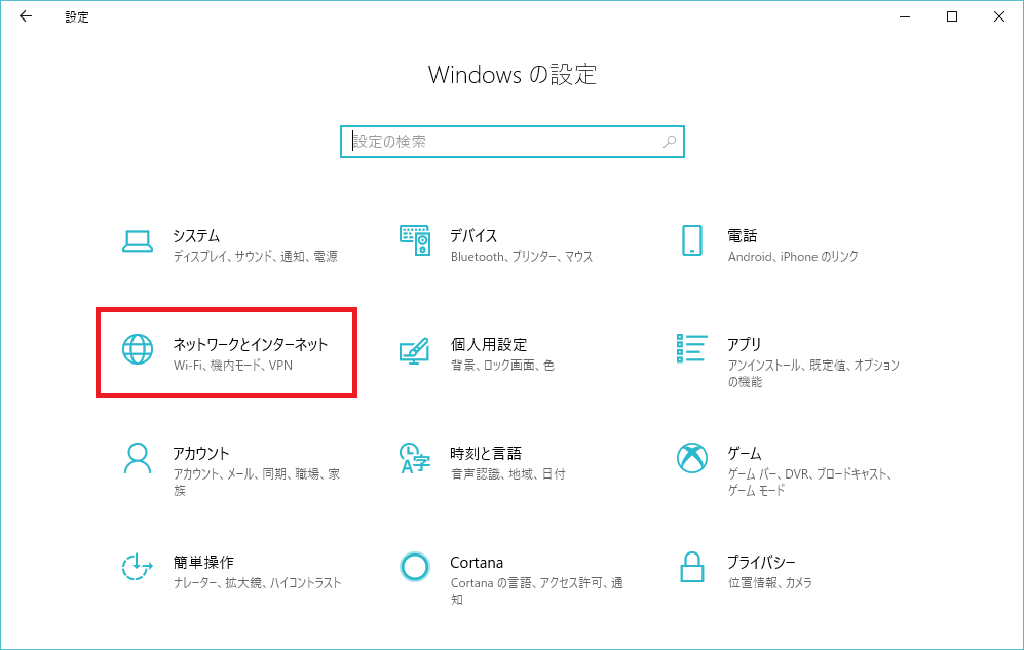 設定
Windows の設定
設定の検索
システム
ディスプレイ、サウンド、通知、電源
デバイス
Bluetooth、プリンター、マウス
電話
Android、iPhone のリンク
ネットワークとインターネット
Wi-Fi、機内モード、VPN
個人用設定
背景、ロック画面、色
アプリ
アンインストール、既定値、オプション
の機能
アカウント
アカウント、メール、同期、職場、家
族
時刻と言語
音声認識、地域、日付
ゲーム
ゲーム バー、DVR、ブロードキャスト、
ゲーム モード
簡単操作
ナレーター、拡大鏡、ハイコントラスト
Cortana
Cortana の言語、アクセス許可、通
知
プライバシー
位置情報、カメラ